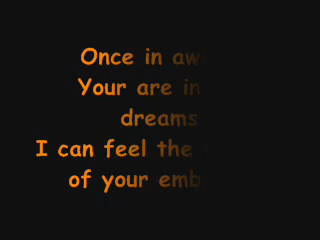 Once in aw
Your are in
dreams
I can feel the
of your emb